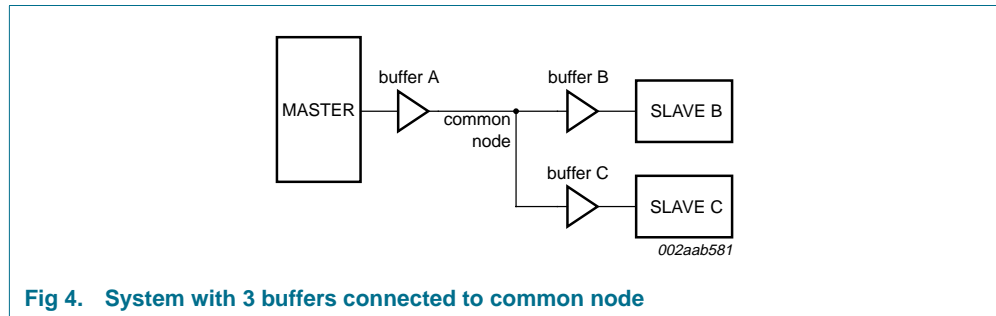 buffer A
buffer B
MASTER
SLAVE B
common
node
buffer C
SLAVE C
002aab581
Fig 4. System with 3 buffers connected to common node